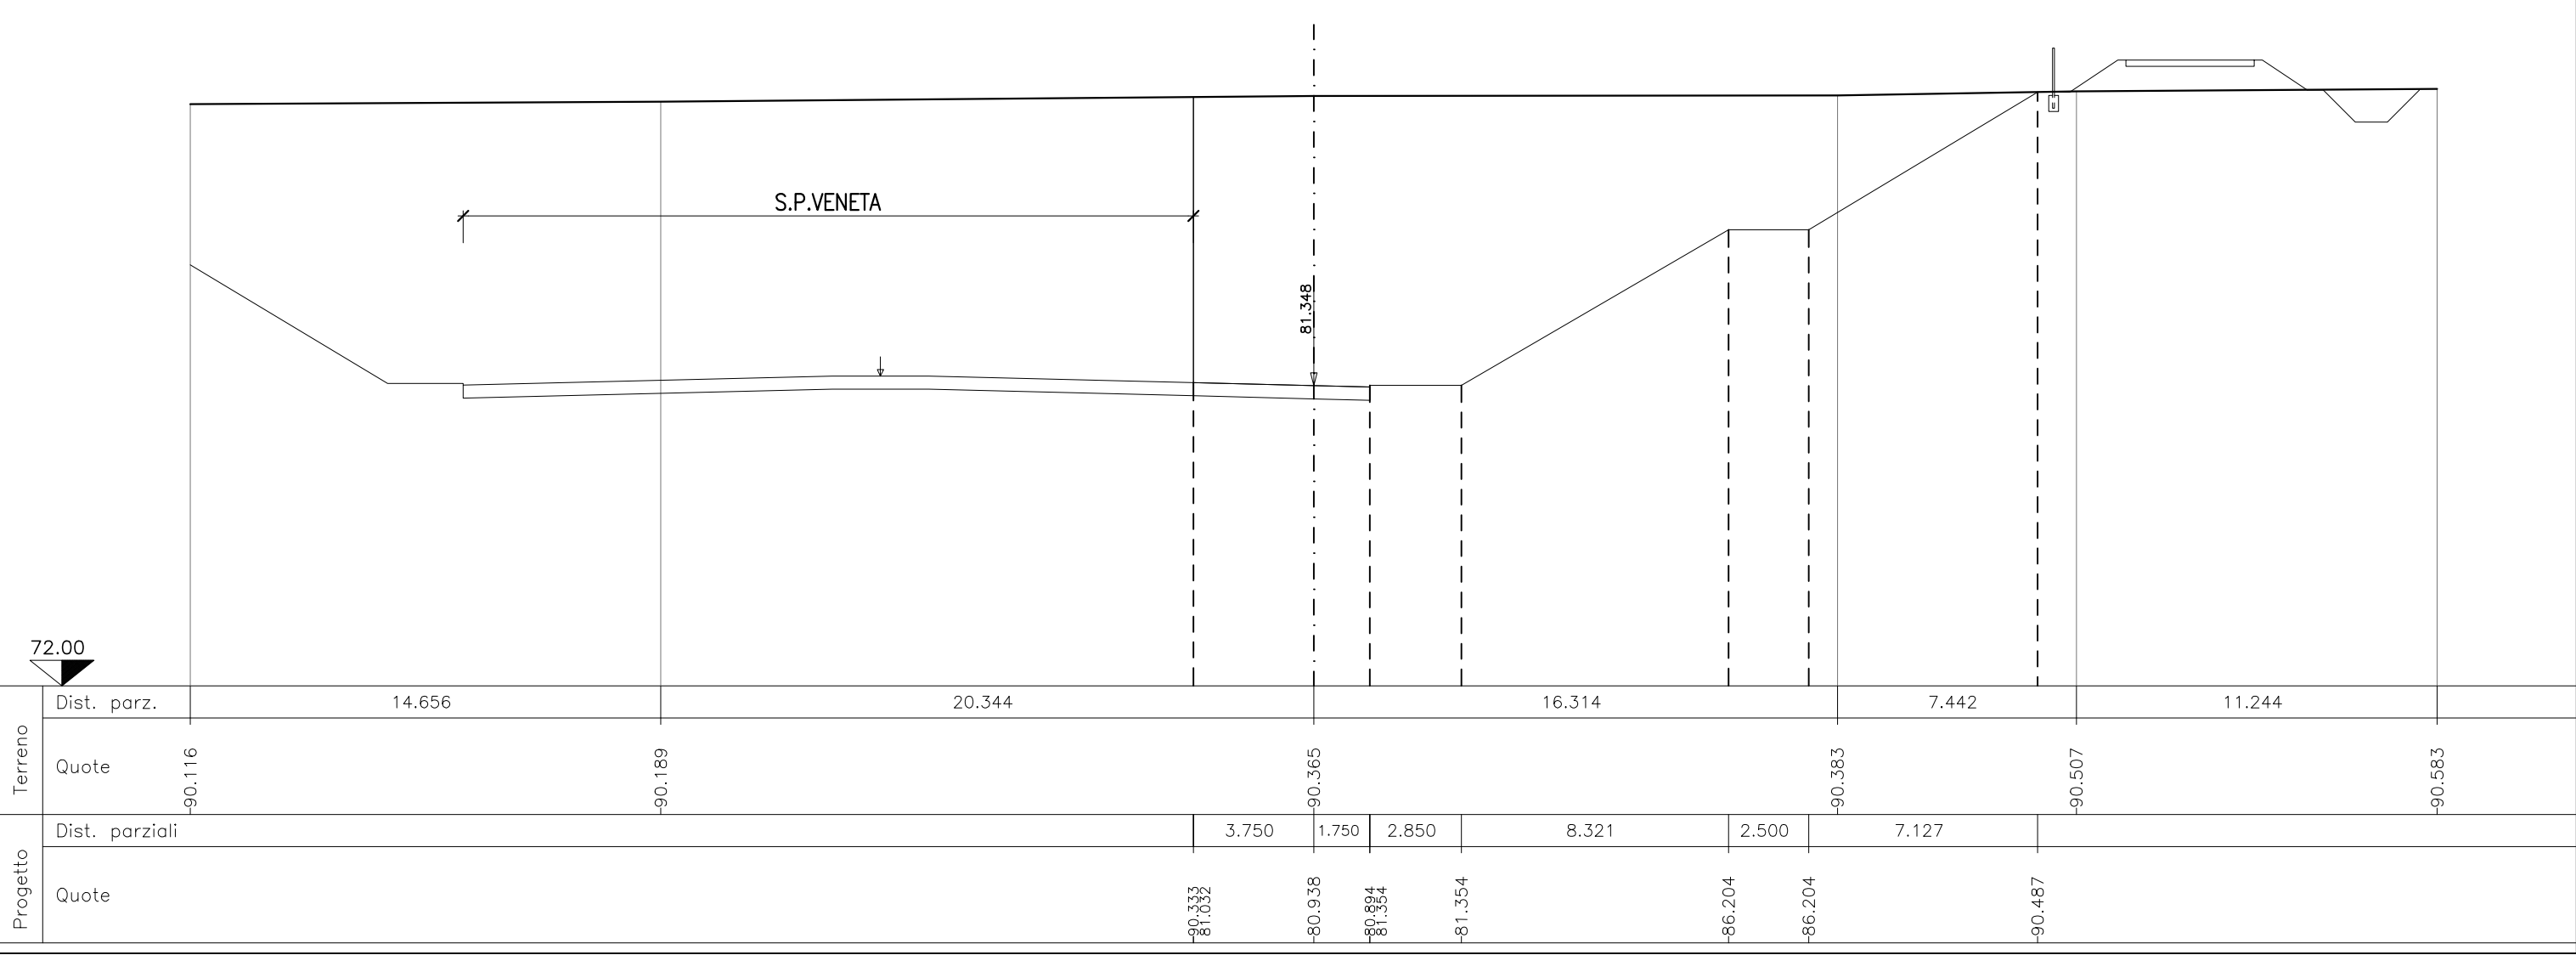 S.P.VENETA
81.348
72.00
Terreno
Dist. parz.
14.656 20.344 16.314 7.442 11.244
Quote
90.116 90.189 90.365 90.383 90.507 90.583
Progetto
Dist. parziali
3.750 1.750 2.850 8.321 2.500 7.127
Quote
90.333 81.032 80.938 80.894 81.354 81.354 86.204 86.204 90.487